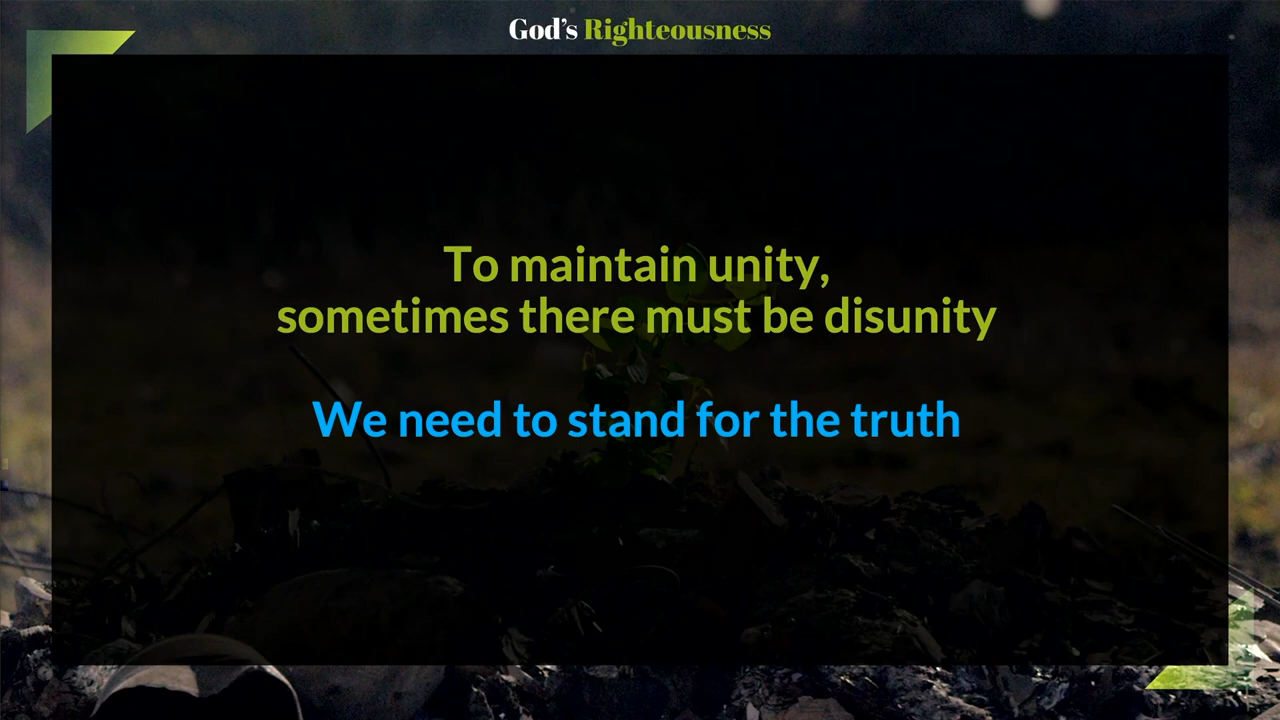 God's Righteousness
To maintain unity,
sometimes there must be disunity
We need to stand for the truth